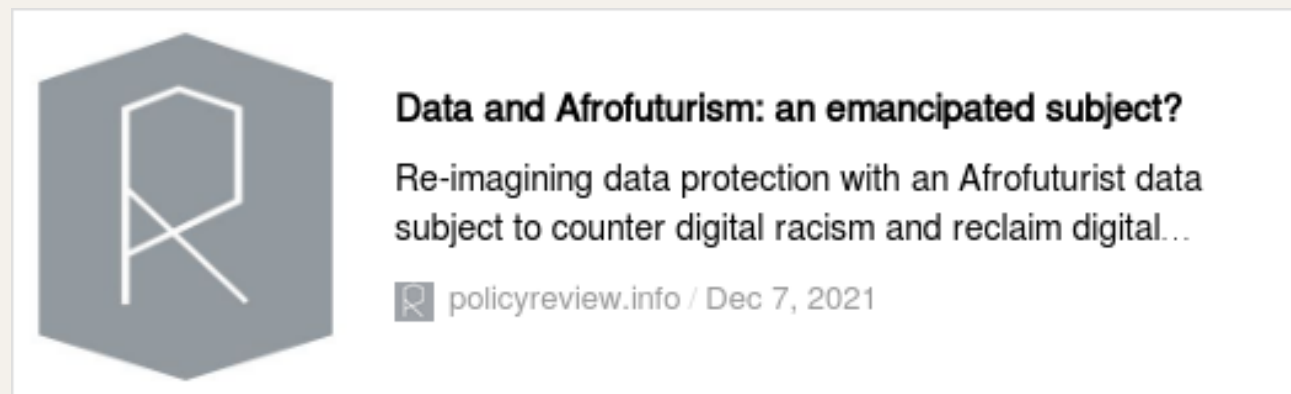 R
Data and Afrofuturism: an emancipated subject?
Re-imagining data protection with an Afrofuturist data
subject to counter digital racism and reclaim digital...
R policyreview.info / Dec 7, 2021